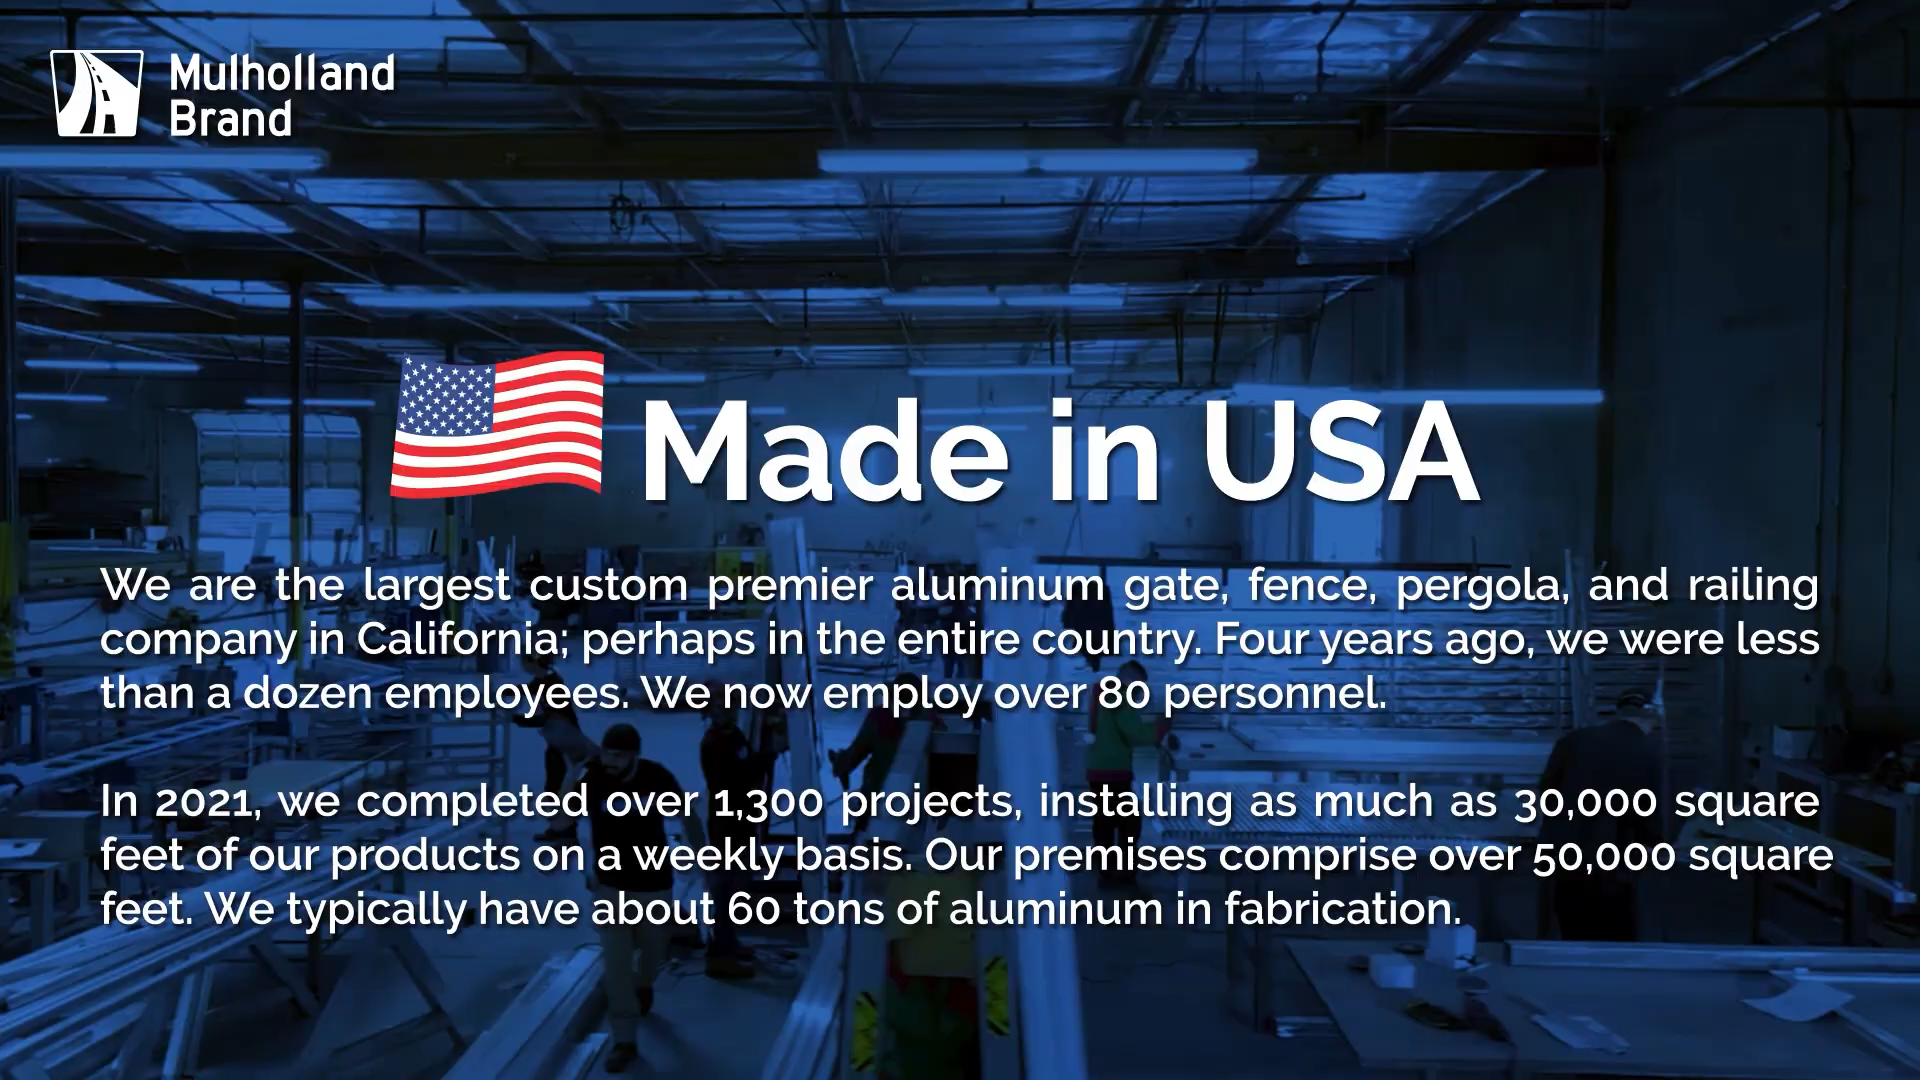 Mulholland
Brand
Made in USA
We are the largest custom premier aluminum gate, fence, pergola, and railing
company in California; perhaps in the entire country. Four years ago, we were less
than a dozen employees. We now employ over 80 personnel.
In 2021, we completed over 1,300 projects, installing as much as 30,000 square
feet of our products on a weekly basis. Our premises comprise over 50,000 square
feet. We typically have about 60 tons of aluminum in fabrication.